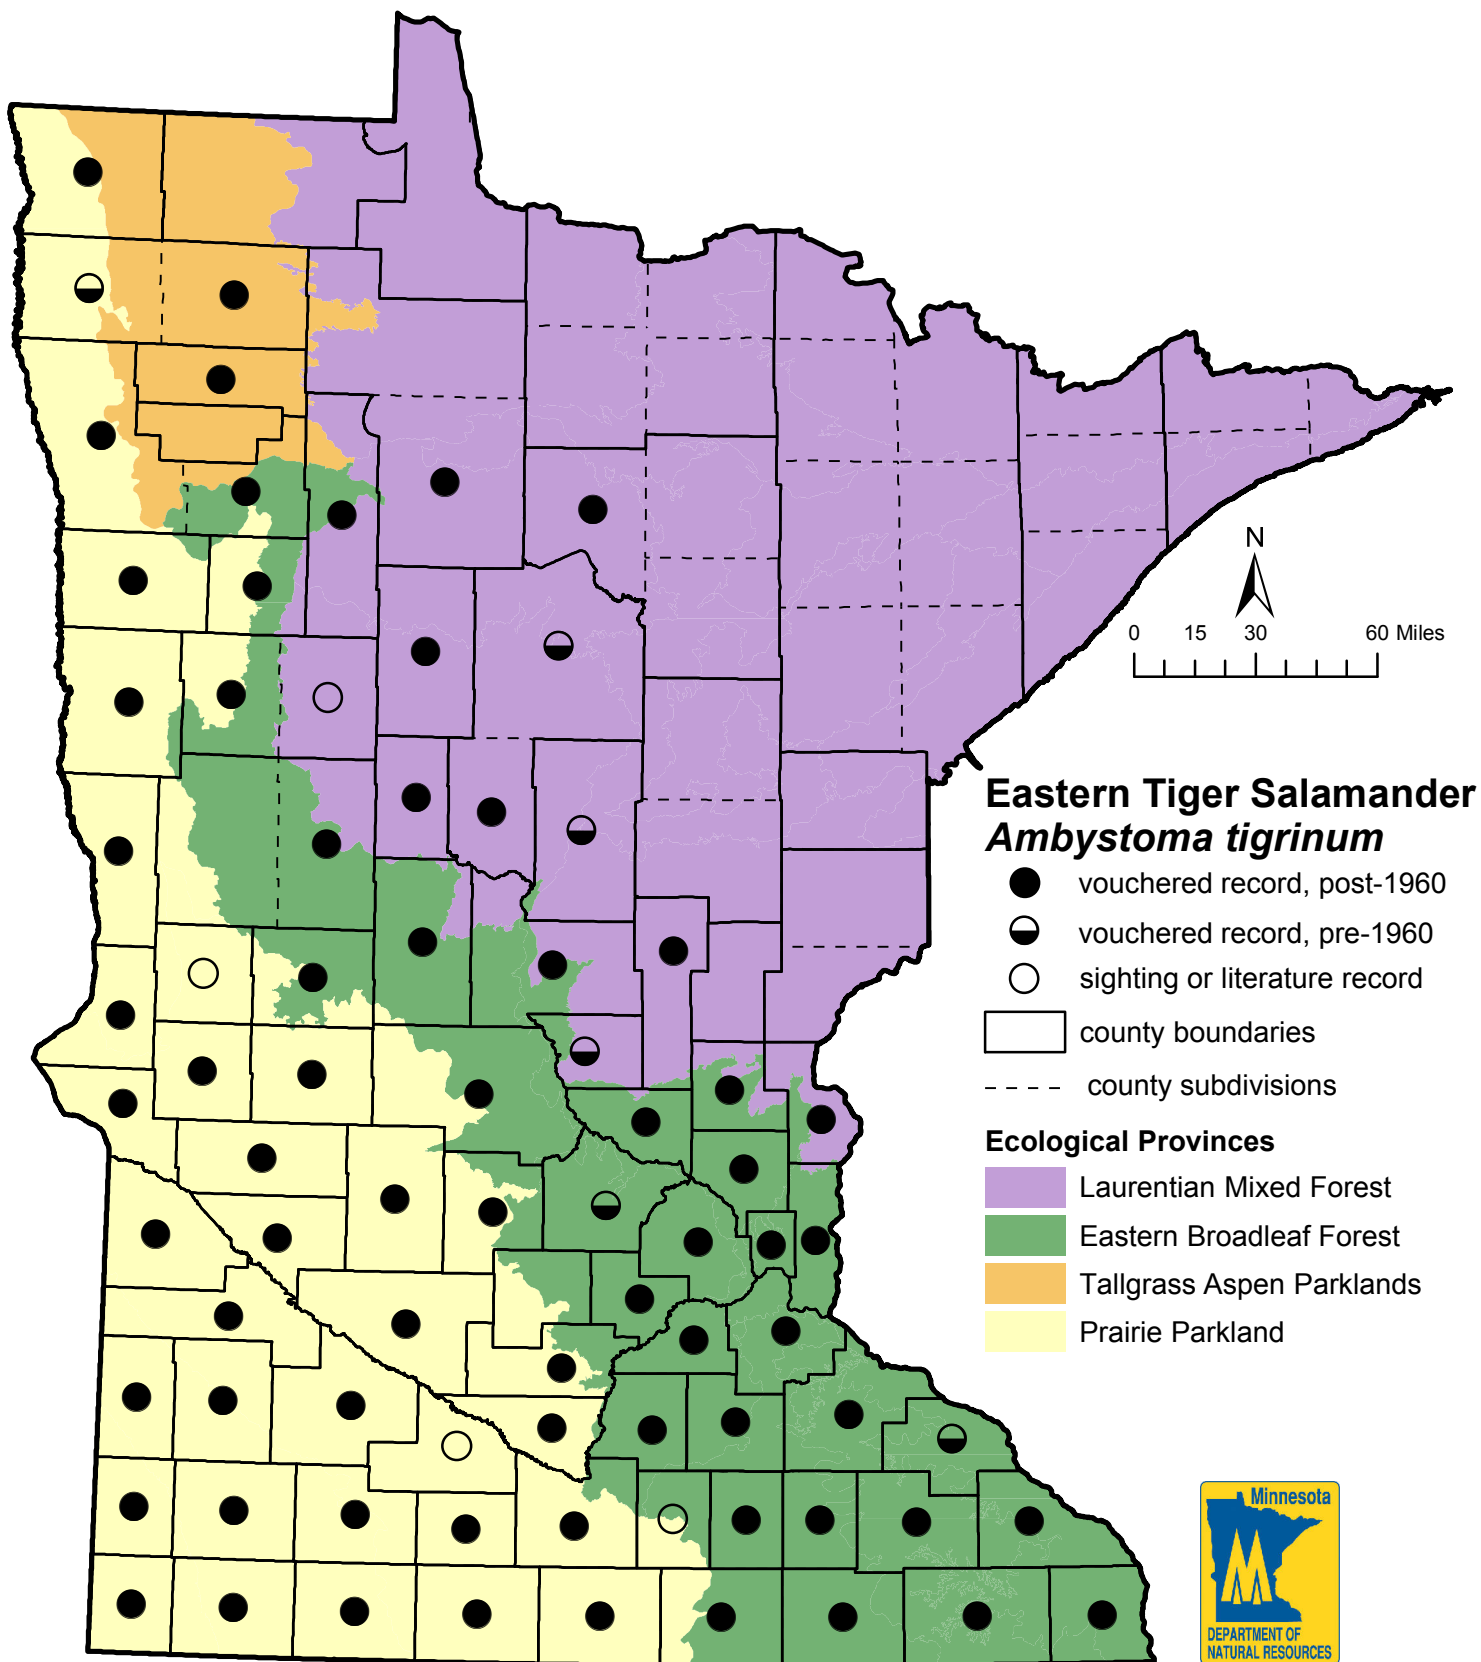 N
0 15 30 60 Miles
Eastern Tiger Salamander
Ambystoma tigrinum
vouchered record, post-1960
vouchered record, pre-1960
sighting or literature record
county boundaries
county subdivisions
Ecological Provinces
Laurentian Mixed Forest
Eastern Broadleaf Forest
Tallgrass Aspen Parklands
Prairie Parkland
Minnesota
DEPARTMENT OF
NATURAL RESOURCES